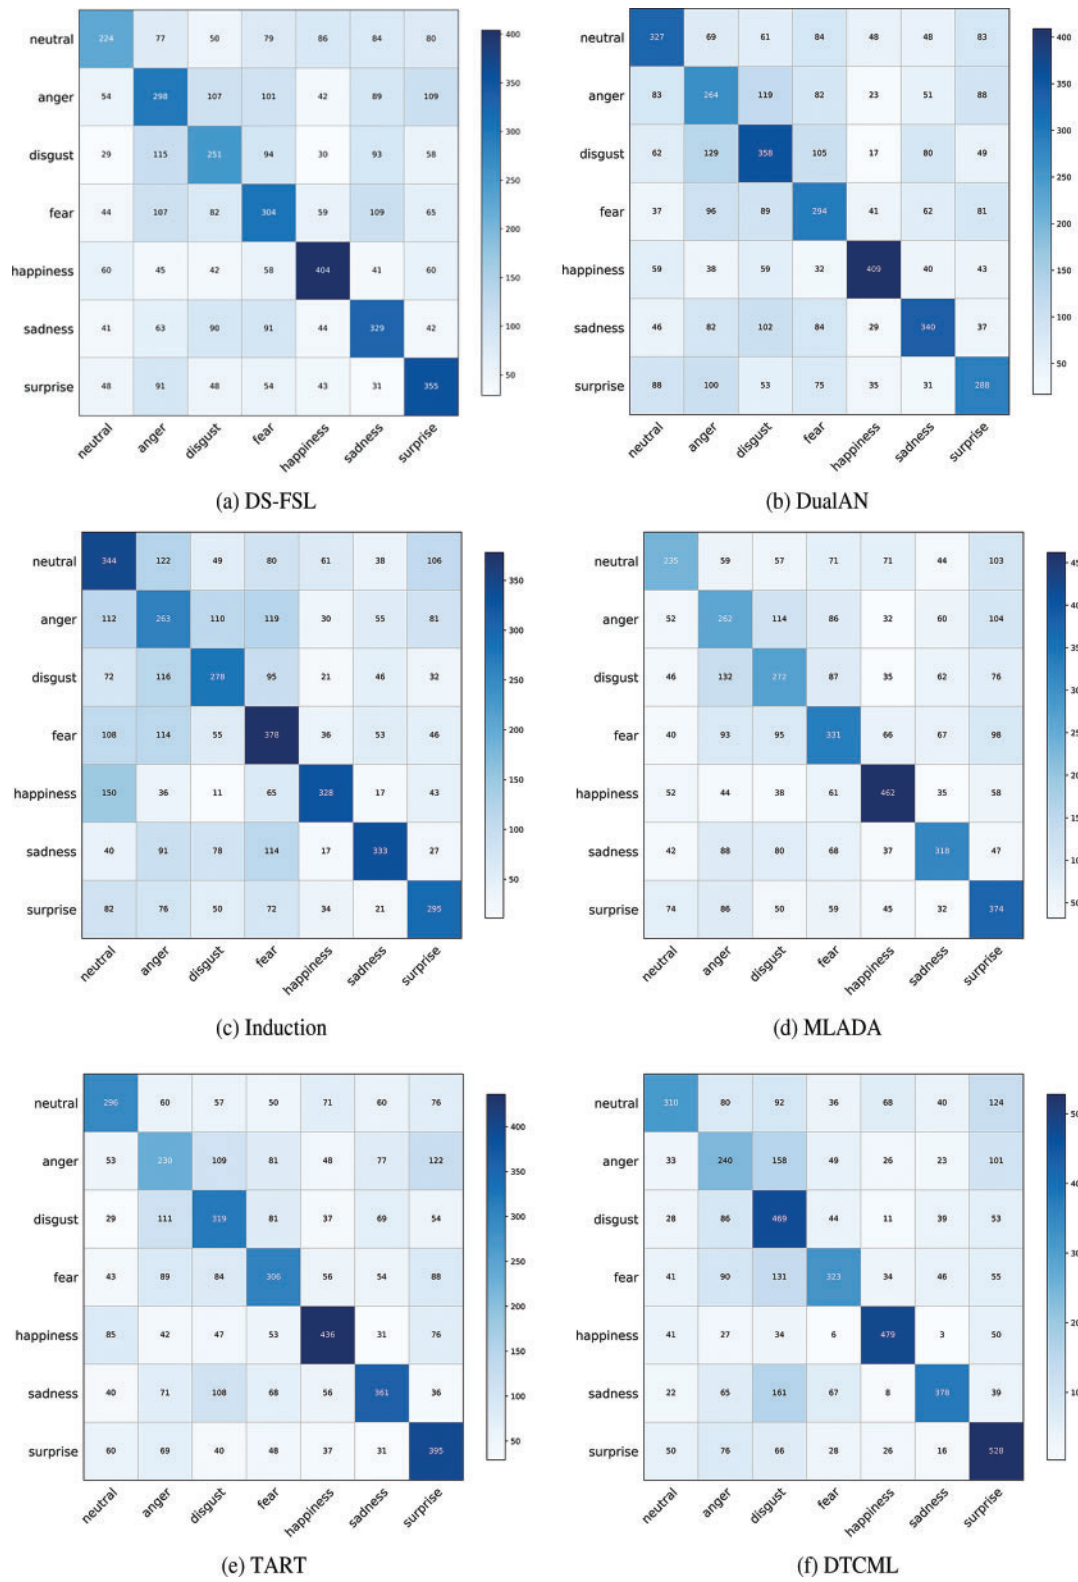 neutral 224 77 50 79 86 84 80
anger 54 298 107 101 42 89 109
disgust 29 115 251 94 30 93 58
fear 44 107 82 304 59 109 65
happiness 60 45 42 58 404 41 60
sadness 41 63 90 91 44 329 42
surprise 48 91 48 54 43 31 355
neutral anger disgust fear happiness sadness surprise
400
350
300
250
200
150
100
50
(a) DS-FSL
neutral 327 69 61 84 48 48 83
anger 83 264 119 82 23 51 88
disgust 62 129 358 105 17 80 49
fear 37 96 89 294 41 62 81
happiness 59 38 59 32 409 40 43
sadness 46 82 102 84 29 340 37
surprise 88 100 53 75 35 31 288
neutral anger disgust fear happiness sadness surprise
400
350
300
250
200
150
100
50
(b) DualAN
neutral 344 122 49 80 61 38 106
anger 112 263 110 119 30 55 81
disgust 72 116 278 95 21 46 32
fear 108 114 55 378 36 53 46
happiness 150 36 11 65 328 17 43
sadness 40 91 78 114 17 333 27
surprise 82 76 50 72 34 21 295
neutral anger disgust fear happiness sadness surprise
350
300
250
200
150
100
50
(c) Induction
neutral 235 59 57 71 71 44 103
anger 52 262 114 86 32 60 104
disgust 46 132 272 87 35 62 76
fear 40 93 95 331 66 67 98
happiness 52 44 38 61 462 35 58
sadness 42 88 80 68 37 318 47
surprise 74 86 50 59 45 32 374
neutral anger disgust fear happiness sadness surprise
45
40
35
30
25
20
15
10
50
(d) MLADA
neutral 296 60 57 50 71 60 76
anger 53 230 109 81 48 77 122
disgust 29 111 319 81 37 69 54
fear 43 89 84 306 56 54 88
happiness 85 42 47 53 436 31 76
sadness 40 71 108 68 56 361 36
surprise 60 69 40 48 37 31 395
neutral anger disgust fear happiness sadness surprise
400
350
300
250
200
150
100
50
(e) TART
neutral 310 80 92 36 68 40 124
anger 33 240 158 49 26 23 101
disgust 28 86 469 44 11 39 53
fear 41 90 131 323 34 46 55
happiness 41 27 34 6 479 3 50
sadness 22 65 161 67 8 378 39
surprise 50 76 66 28 26 16 528
neutral anger disgust fear happiness sadness surprise
50
40
30
20
10
(f) DTCML